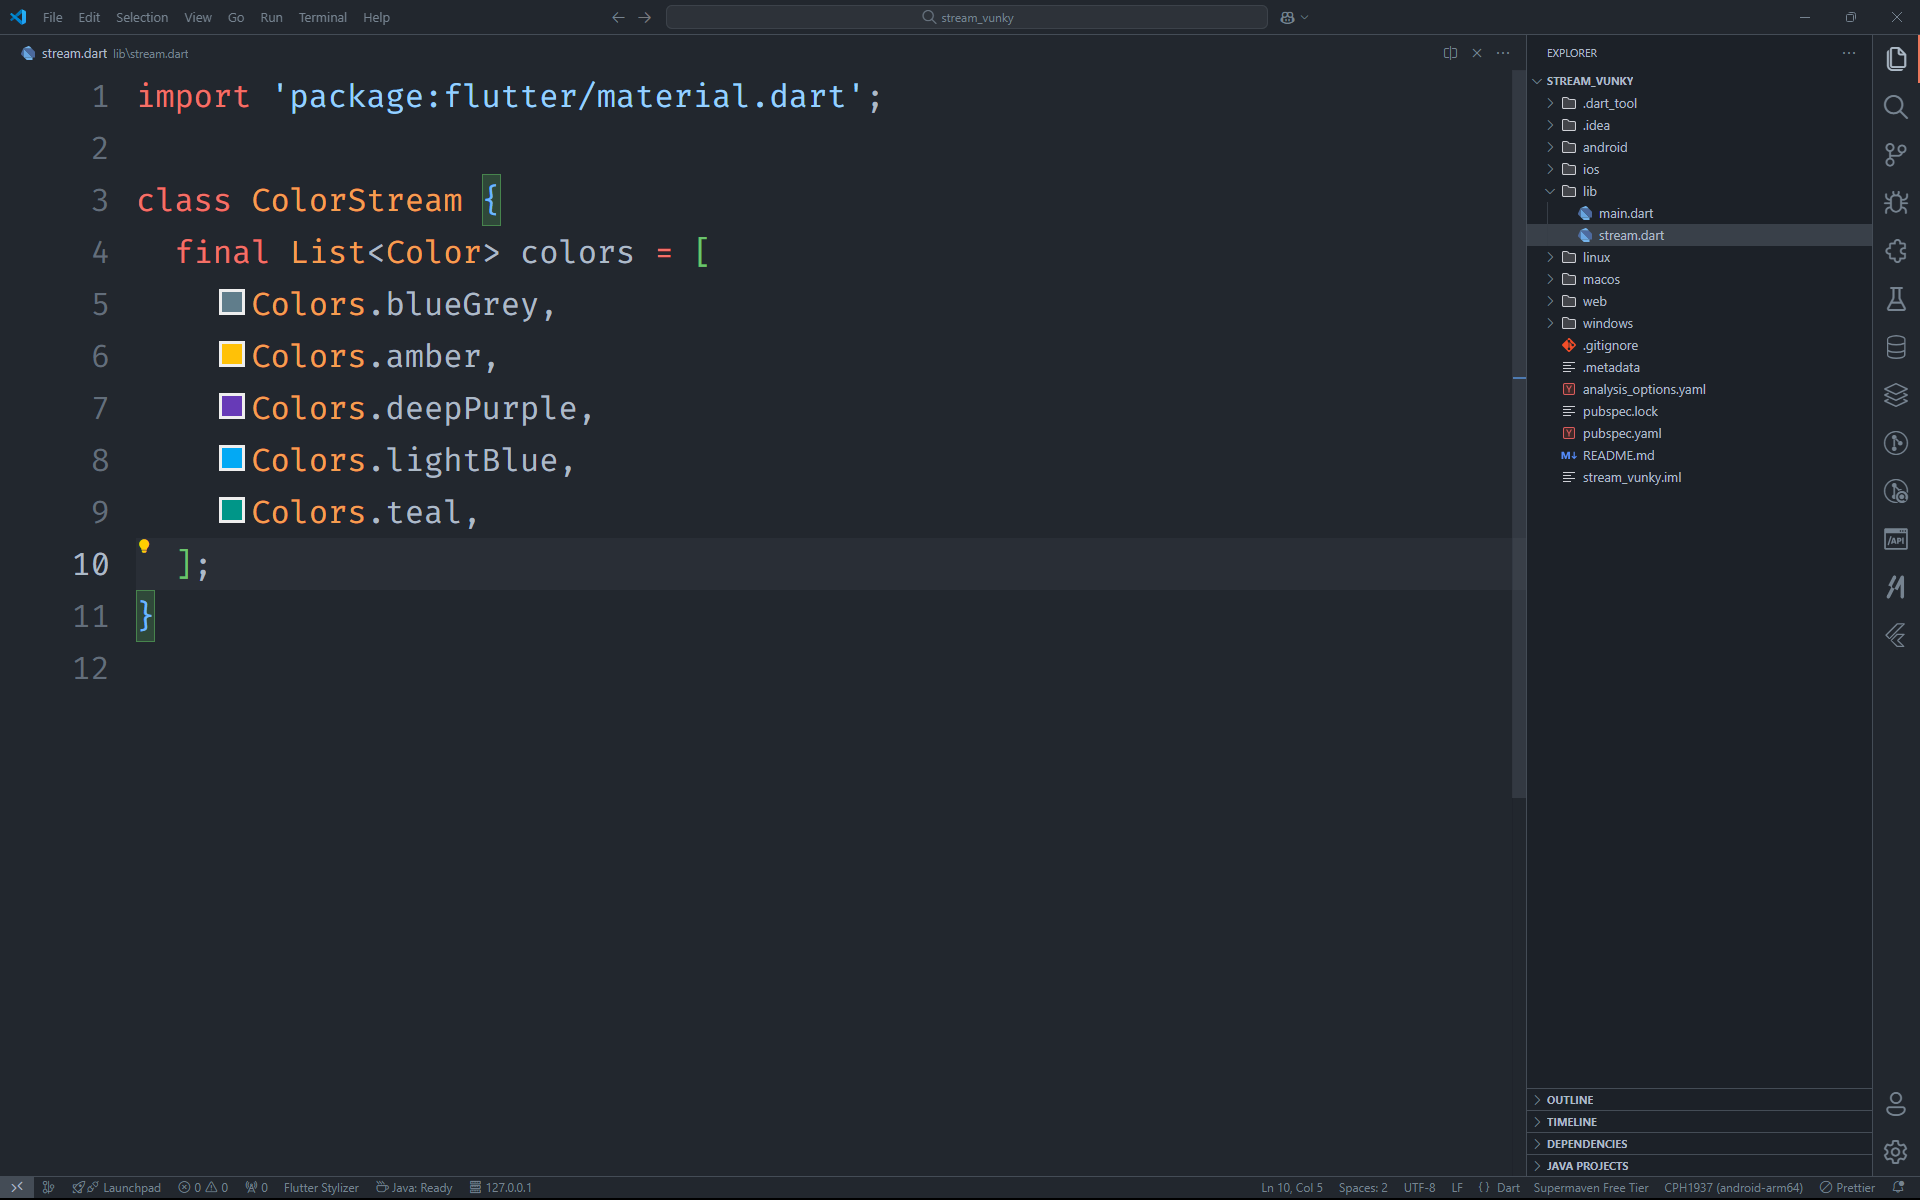 File Edit Selection View Go Run Terminal Help
stream_vunky
stream.dart lib\stream.dart
1 import 'package:flutter/material.dart';
2
3 class ColorStream {
4 final List<Color> colors = [
5 Colors.blueGrey,
6 Colors.amber,
7 Colors.deepPurple,
8 Colors.lightBlue,
9 Colors.teal,
10 ];
11 }
12
EXPLORER
STREAM_VUNKY
.dart_tool
.idea
android
ios
lib
main.dart
stream.dart
linux
macos
web
windows
.gitignore
.metadata
analysis_options.yaml
pubspec.lock
pubspec.yaml
README.md
stream_vunky.iml
OUTLINE
TIMELINE
DEPENDENCIES
JAVA PROJECTS
Launchpad 0 0 0 Flutter Stylizer Java: Ready 127.0.0.1 Ln 10, Col 5 Spaces: 2 UTF-8 LF { } Dart Supermaven Free Tier CPH1937 (android-arm64) Prettier